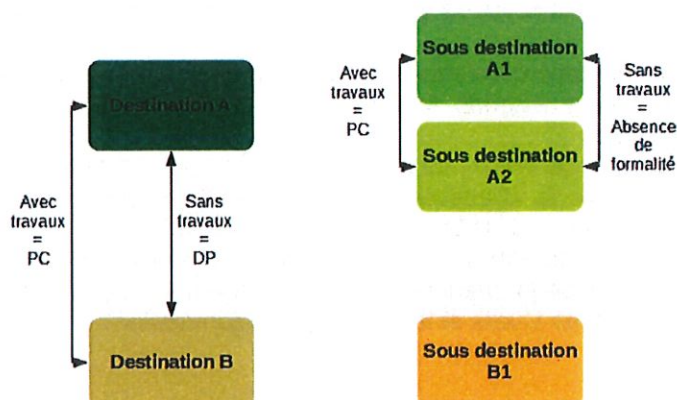 Destination A
Avec
travaux
=
PC
Sans
travaux
=
DP
Destination B
Sous destination
A1
Avec
travaux
=
PC
Sans
travaux
=
Absence
de
formalité
Sous destination
A2
Sous destination
B1